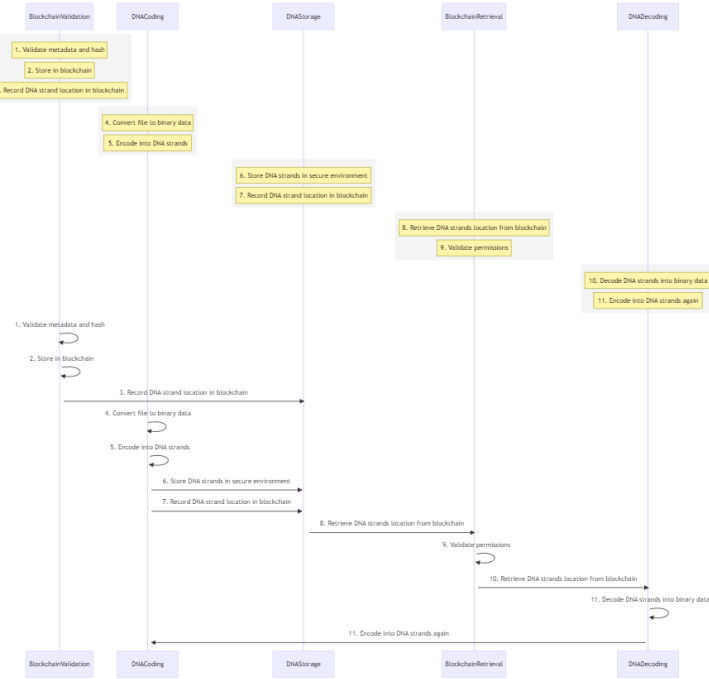 BlockchainValidation
DNACoding
DNAStorage
BlockchainRetrieval
DNADecoding
1. Validate metadata and hash
2. Store in blockchain
. Record DNA strand location in blockchain
4. Convert file to binary data
5. Encode into DNA strands
6. Store DNA strands in secure environment
7. Record DNA strand location in blockchain
8. Retrieve DNA strands location from blockchain
9. Validate permissions
10. Decode DNA strands into binary data
11. Encode into DNA strands again
1. Validate metadata and hash
2. Store in blockchain
3. Record DNA strand location in blockchain
4. Convert file to binary data
5. Encode into DNA strands
6. Store DNA strands in secure environment
7. Record DNA strand location in blockchain
8. Retrieve DNA strands location from blockchain
9. Validate permissions
10. Retrieve DNA strands location from blockchain
11. Decode DNA strands into binary data
11. Encode into DNA strands again
BlockchainValidation
DNACoding
DNAStorage
BlockchainRetrieval
DNADecoding